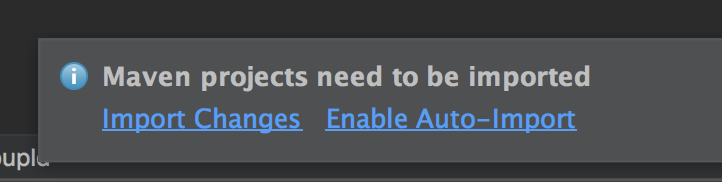 Maven projects need to be imported
Import Changes Enable Auto-Import